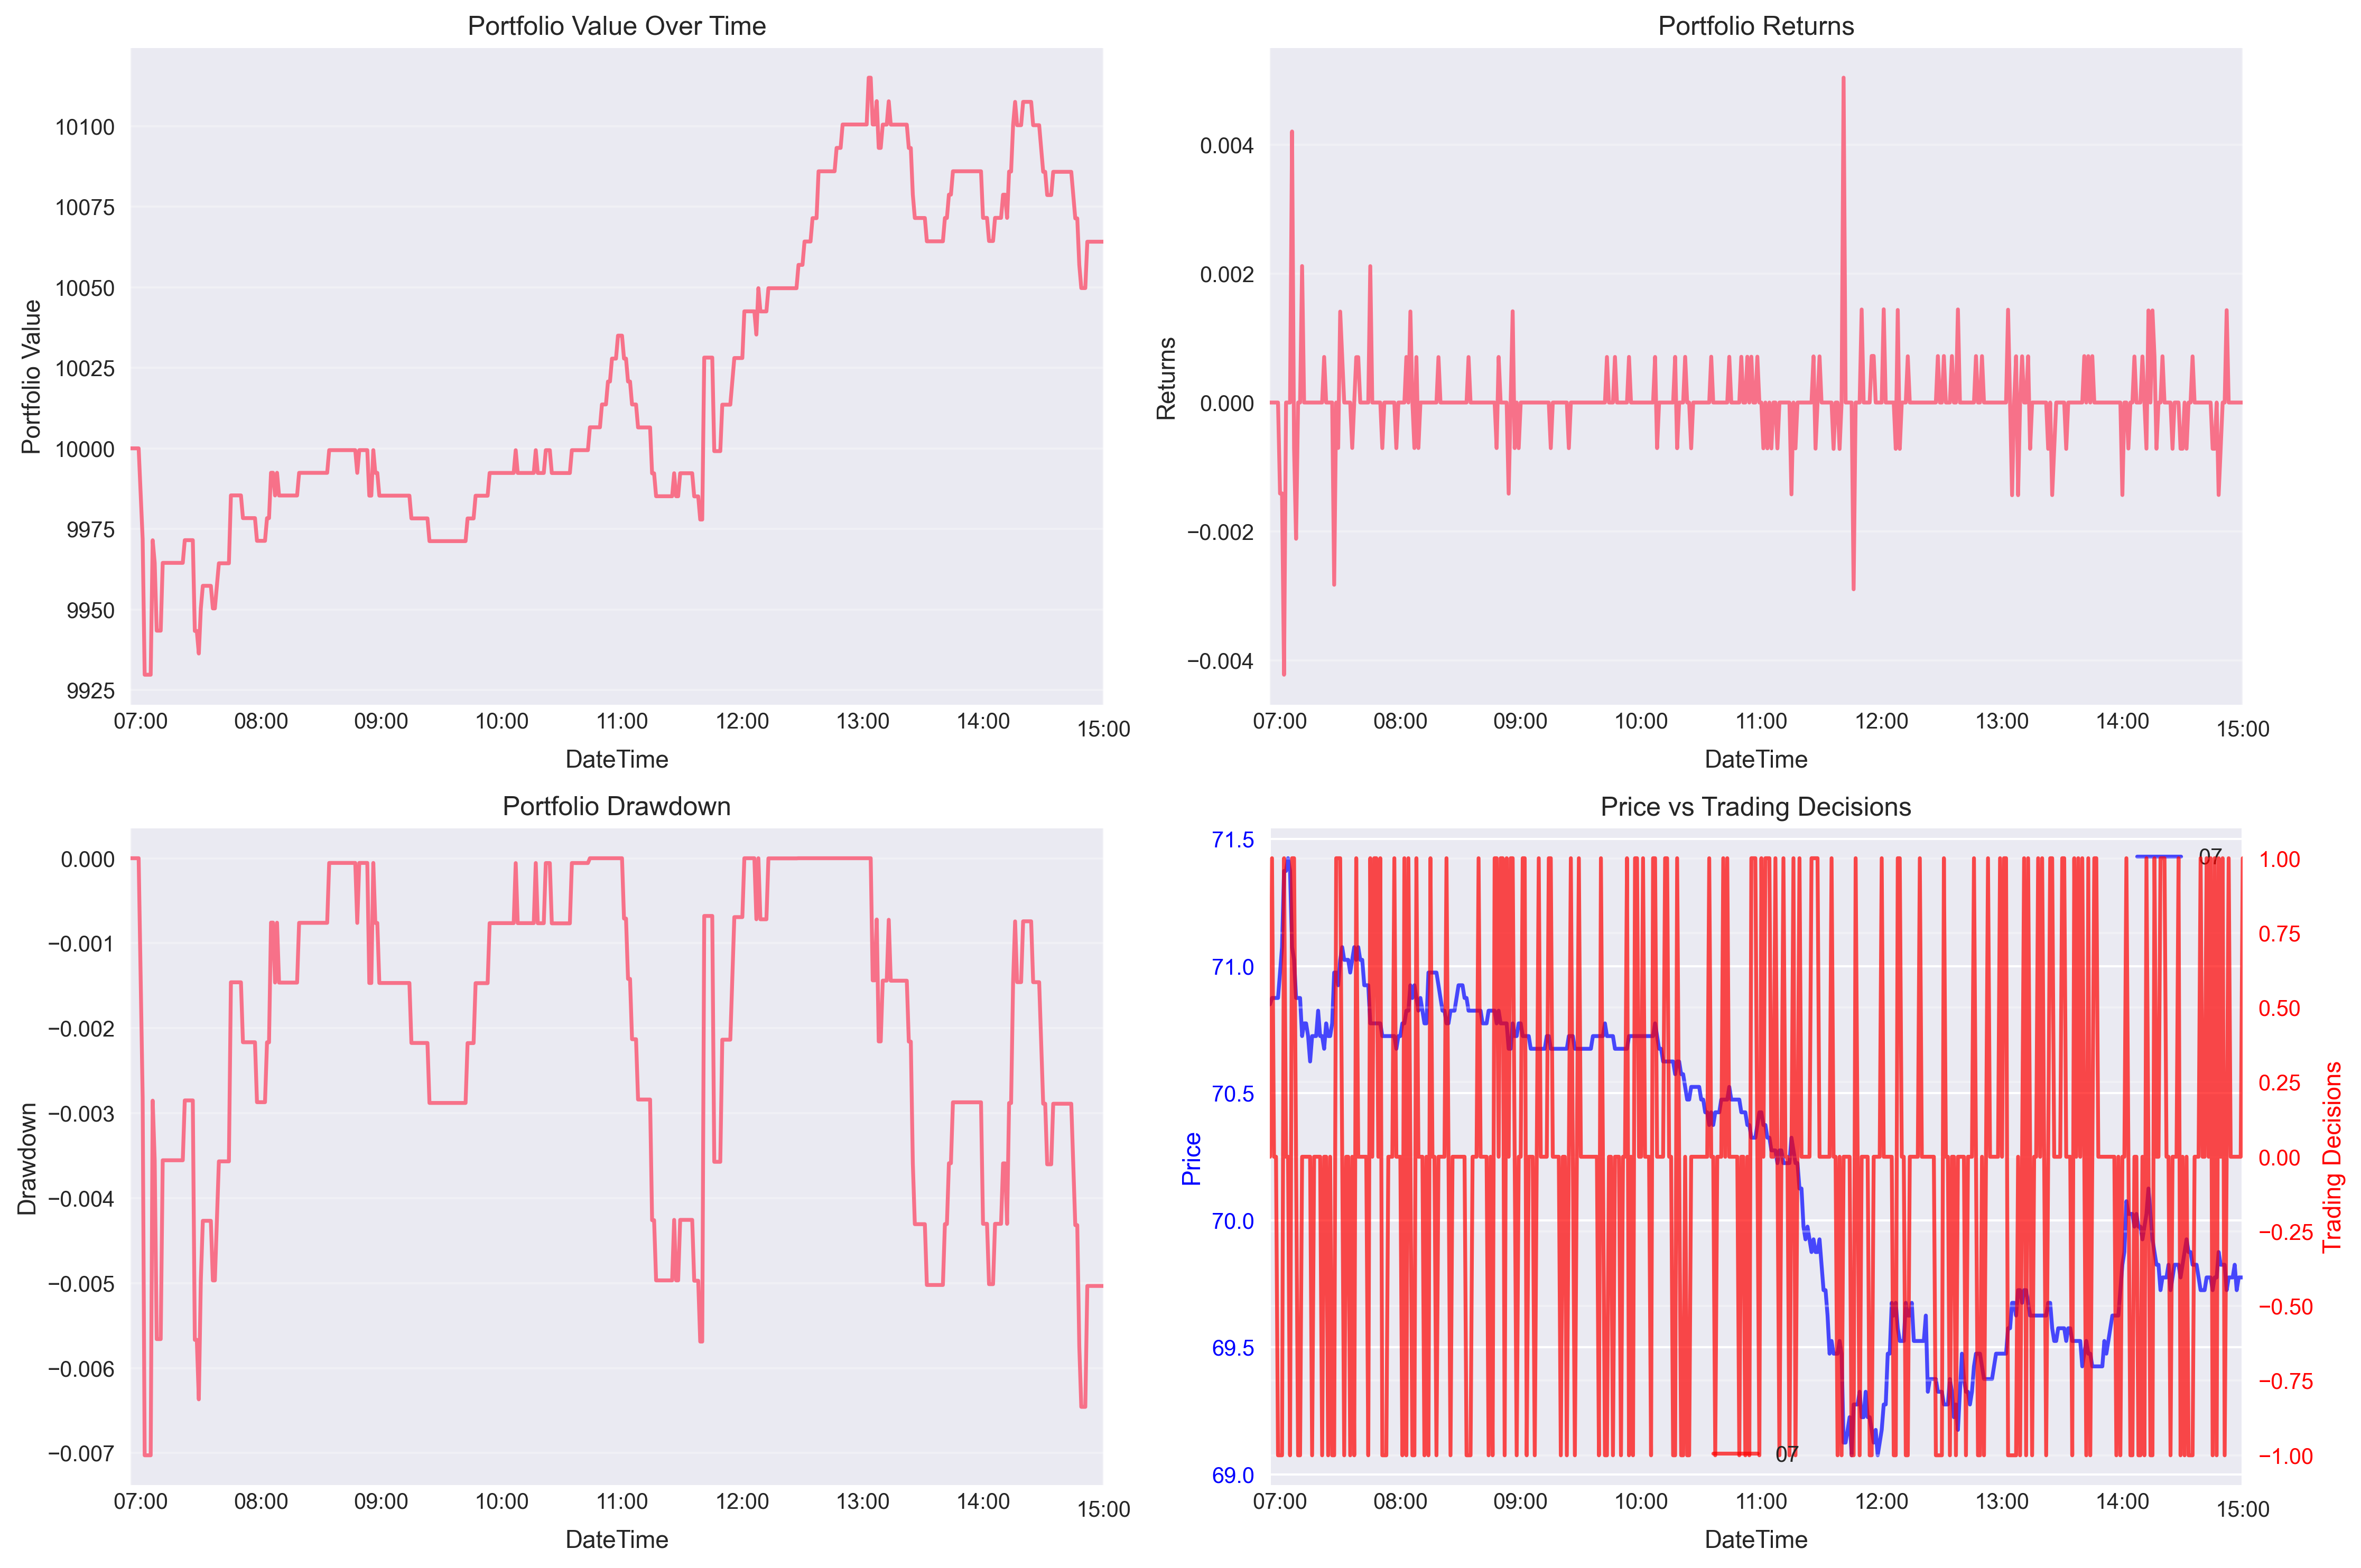 Portfolio Value Over Time
Portfolio Value
10100
10075
10050
10025
10000
9975
9950
9925
07:00 08:00 09:00 10:00 11:00 12:00 13:00 14:00 15:00
DateTime
Portfolio Returns
Returns
0.004
0.002
0.000
−0.002
−0.004
07:00 08:00 09:00 10:00 11:00 12:00 13:00 14:00 15:00
DateTime
Portfolio Drawdown
Drawdown
0.000
−0.001
−0.002
−0.003
−0.004
−0.005
−0.006
−0.007
07:00 08:00 09:00 10:00 11:00 12:00 13:00 14:00 15:00
DateTime
Price vs Trading Decisions
Price
71.5
71.0
70.5
70.0
69.5
69.0
07
07
1.00
0.75
0.50
0.25
0.00
−0.25
−0.50
−0.75
−1.00
Trading Decisions
07:00 08:00 09:00 10:00 11:00 12:00 13:00 14:00 15:00
DateTime